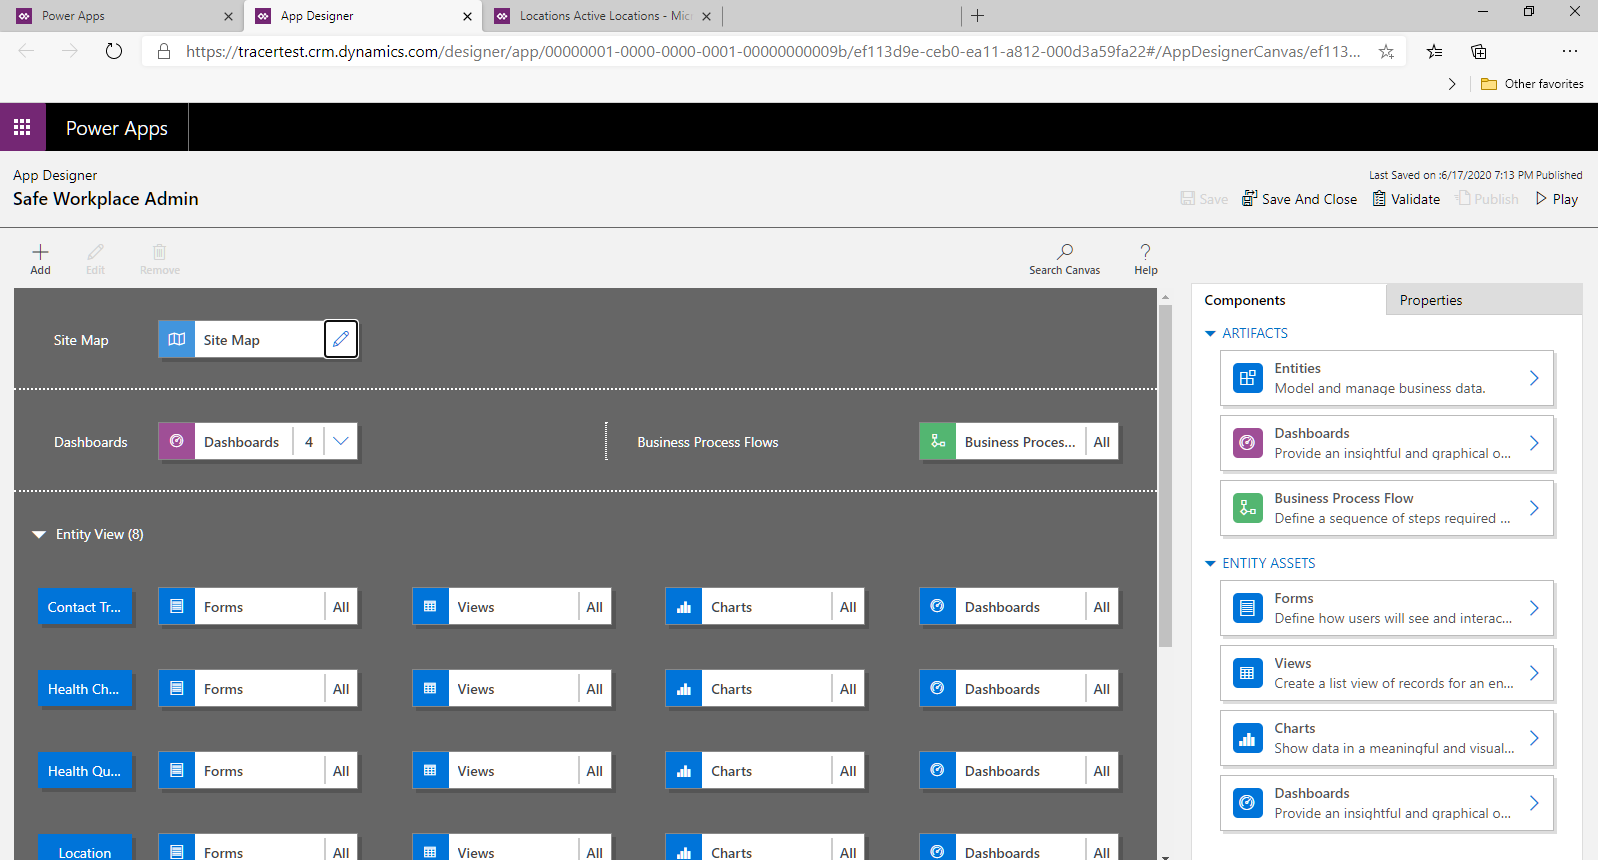 Power Apps
App Designer
Locations Active Locations - Mic
https://tracertest.crm.dynamics.com/designer/app/00000001-0000-0000-0001-00000000009b/ef113d9e-ceb0-ea11-a812-000d3a59fa22#/AppDesignerCanvas/ef113...
Other favorites
Power Apps
App Designer
Safe Workplace Admin
Last Saved on :6/17/2020 7:13 PM Published
Save
Save And Close
Validate
Publish
Play
Add
Edit
Remove
Search Canvas
Help
Site Map
Site Map
Dashboards
Dashboards 4
Business Process Flows
Business Proces... All
Entity View (8)
Contact Tr... Forms All Views All Charts All Dashboards All
Health Ch... Forms All Views All Charts All Dashboards All
Health Qu... Forms All Views All Charts All Dashboards All
Location Forms All Views All Charts All Dashboards All
Components
Properties
ARTIFACTS
Entities
Model and manage business data.
Dashboards
Provide an insightful and graphical o...
Business Process Flow
Define a sequence of steps required ...
ENTITY ASSETS
Forms
Define how users will see and interac...
Views
Create a list view of records for an en...
Charts
Show data in a meaningful and visual...
Dashboards
Provide an insightful and graphical o...